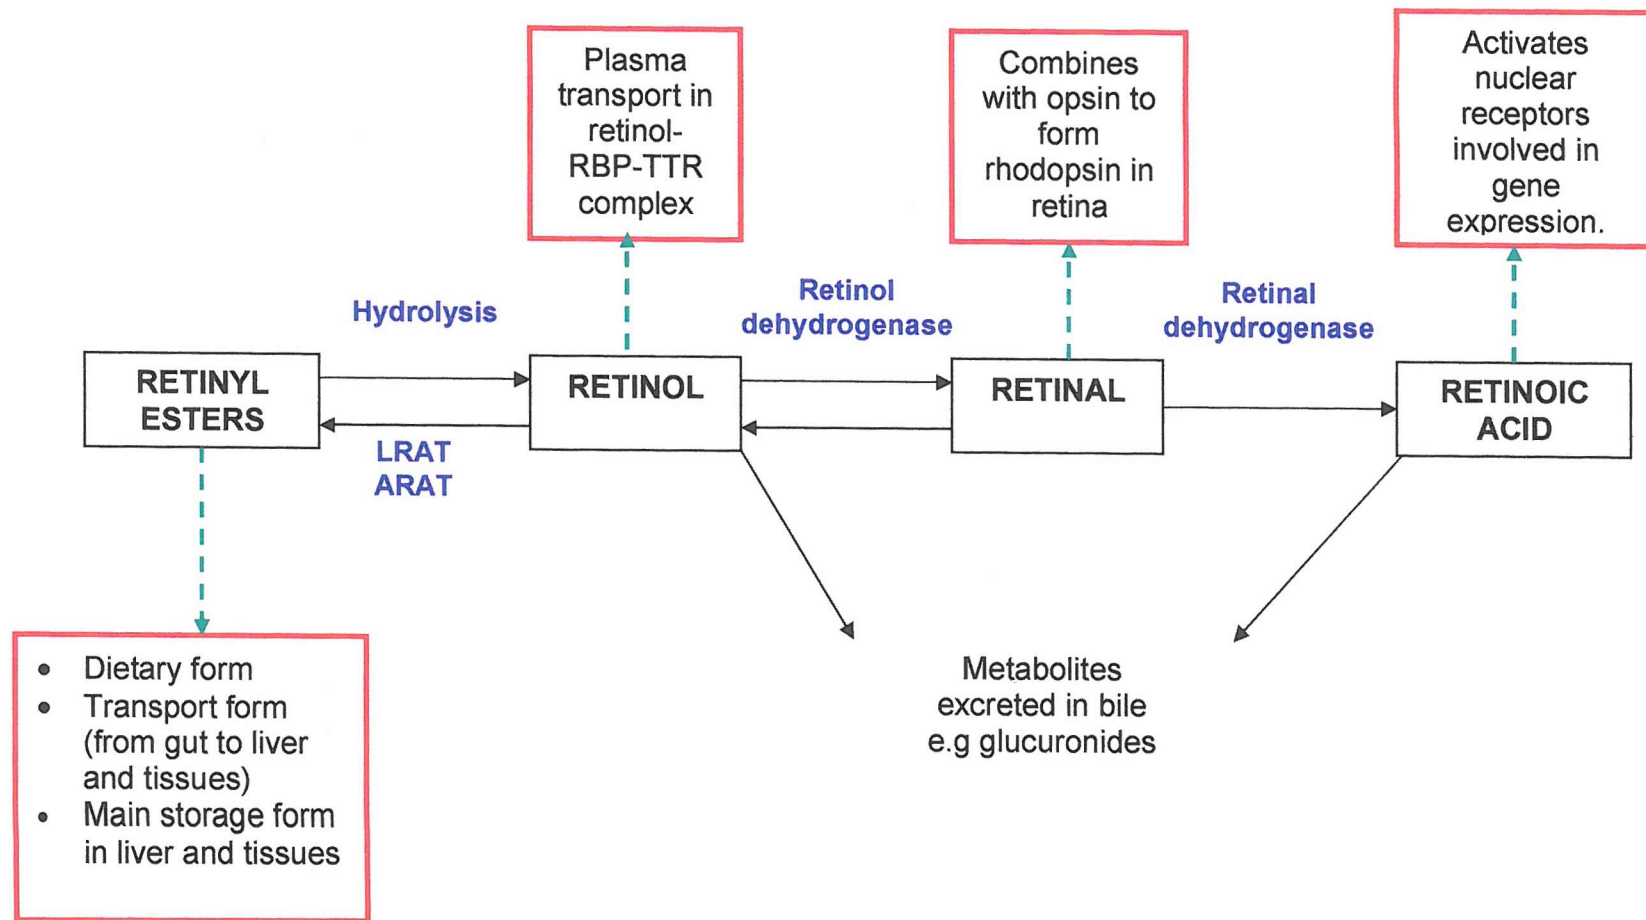 Plasma
transport in
retinol-
RBP-TTR
complex
Combines
with opsin to
form
rhodopsin in
retina
Activates
nuclear
receptors
involved in
gene
expression.
Hydrolysis
Retinol
dehydrogenase
Retinal
dehydrogenase
RETINYL
ESTERS
RETINOL
RETINAL
RETINOIC
ACID
LRAT
ARAT
• Dietary form
• Transport form
(from gut to liver
and tissues)
• Main storage form
in liver and tissues
Metabolites
excreted in bile
e.g glucuronides